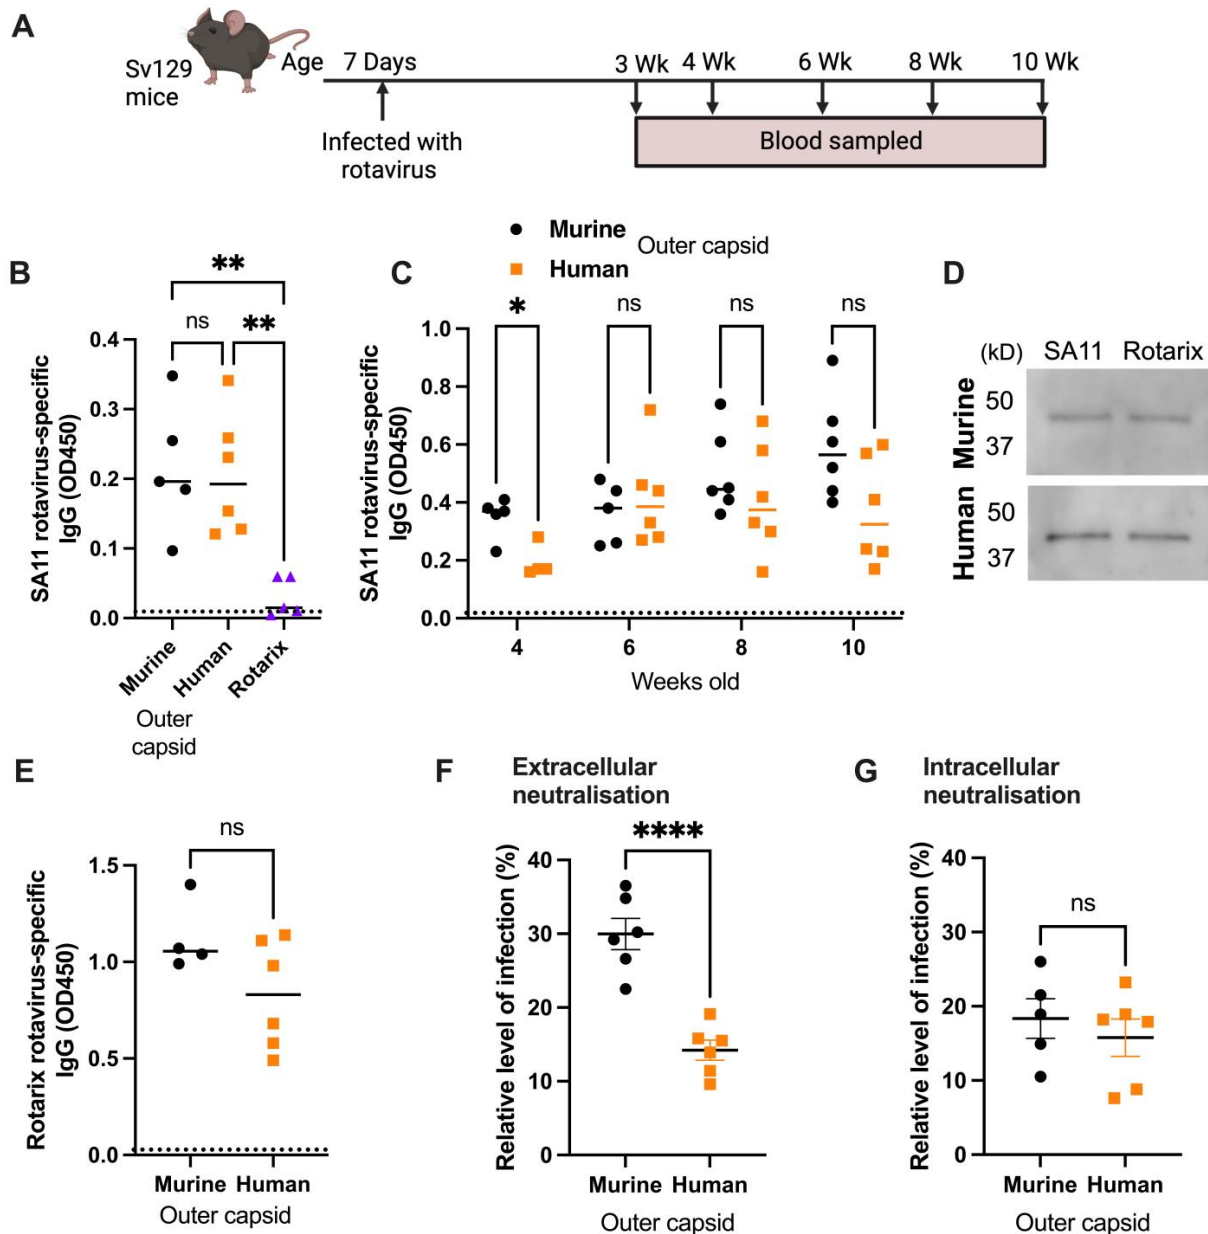 A
Sv129
mice
Age
7 Days
3 Wk
4 Wk
6 Wk
8 Wk
10 Wk
Infected with
rotavirus
Blood sampled
B
**
ns
**
SA11 rotavirus-specific
IgG (OD450)
0.4
0.3
0.2
0.1
0.0
Murine
Human
Rotarix
Outer
capsid
C
Murine
Human
Outer capsid
*
ns
ns
ns
SA11 rotavirus-specific
IgG (OD450)
1.0
0.8
0.6
0.4
0.2
0.0
4
6
8
10
Weeks old
D
(kD)
SA11
Rotarix
Murine
50
37
Human
50
37
E
ns
Rotarix rotavirus-specific
IgG (OD450)
1.5
1.0
0.5
0.0
Murine
Human
Outer capsid
F
Extracellular
neutralisation
****
Relative level of infection (%)
40
30
20
10
0
Murine
Human
Outer capsid
G
Intracellular
neutralisation
ns
Relative level of infection (%)
40
30
20
10
0
Murine
Human
Outer capsid